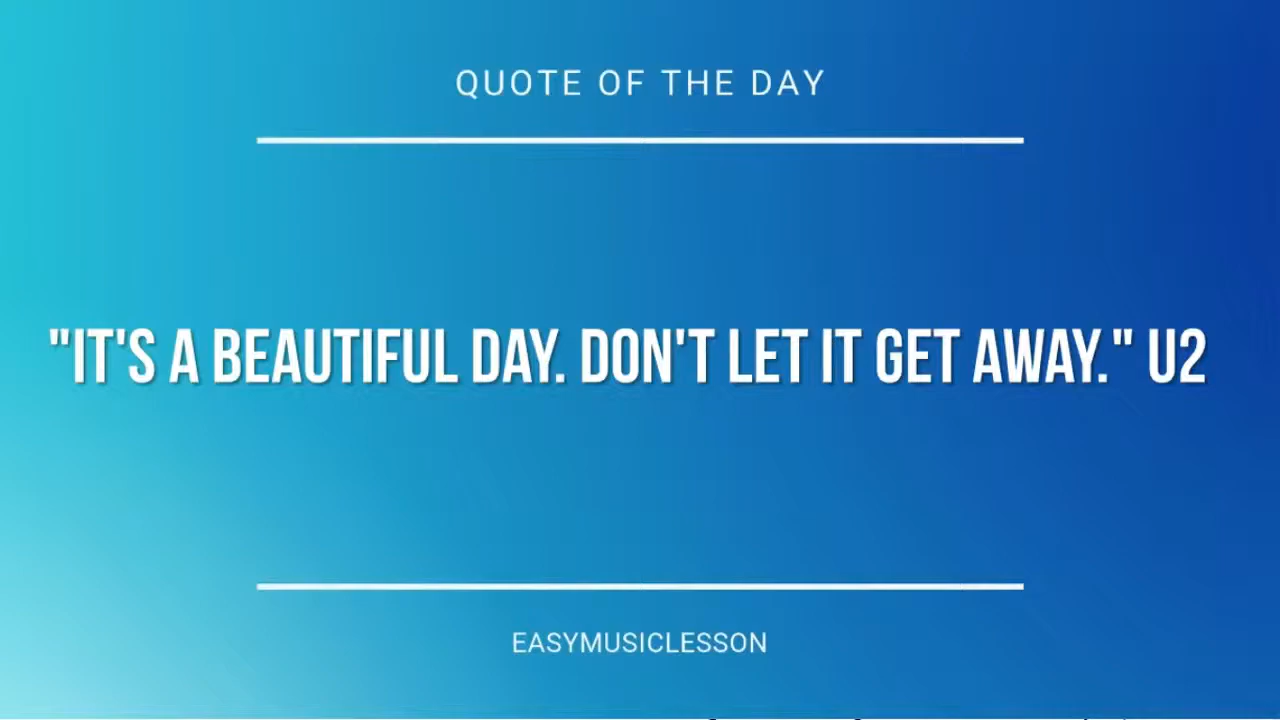 QUOTE OF THE DAY
"IT'S A BEAUTIFUL DAY. DON'T LET IT GET AWAY." U2
EASYMUSICLESSON